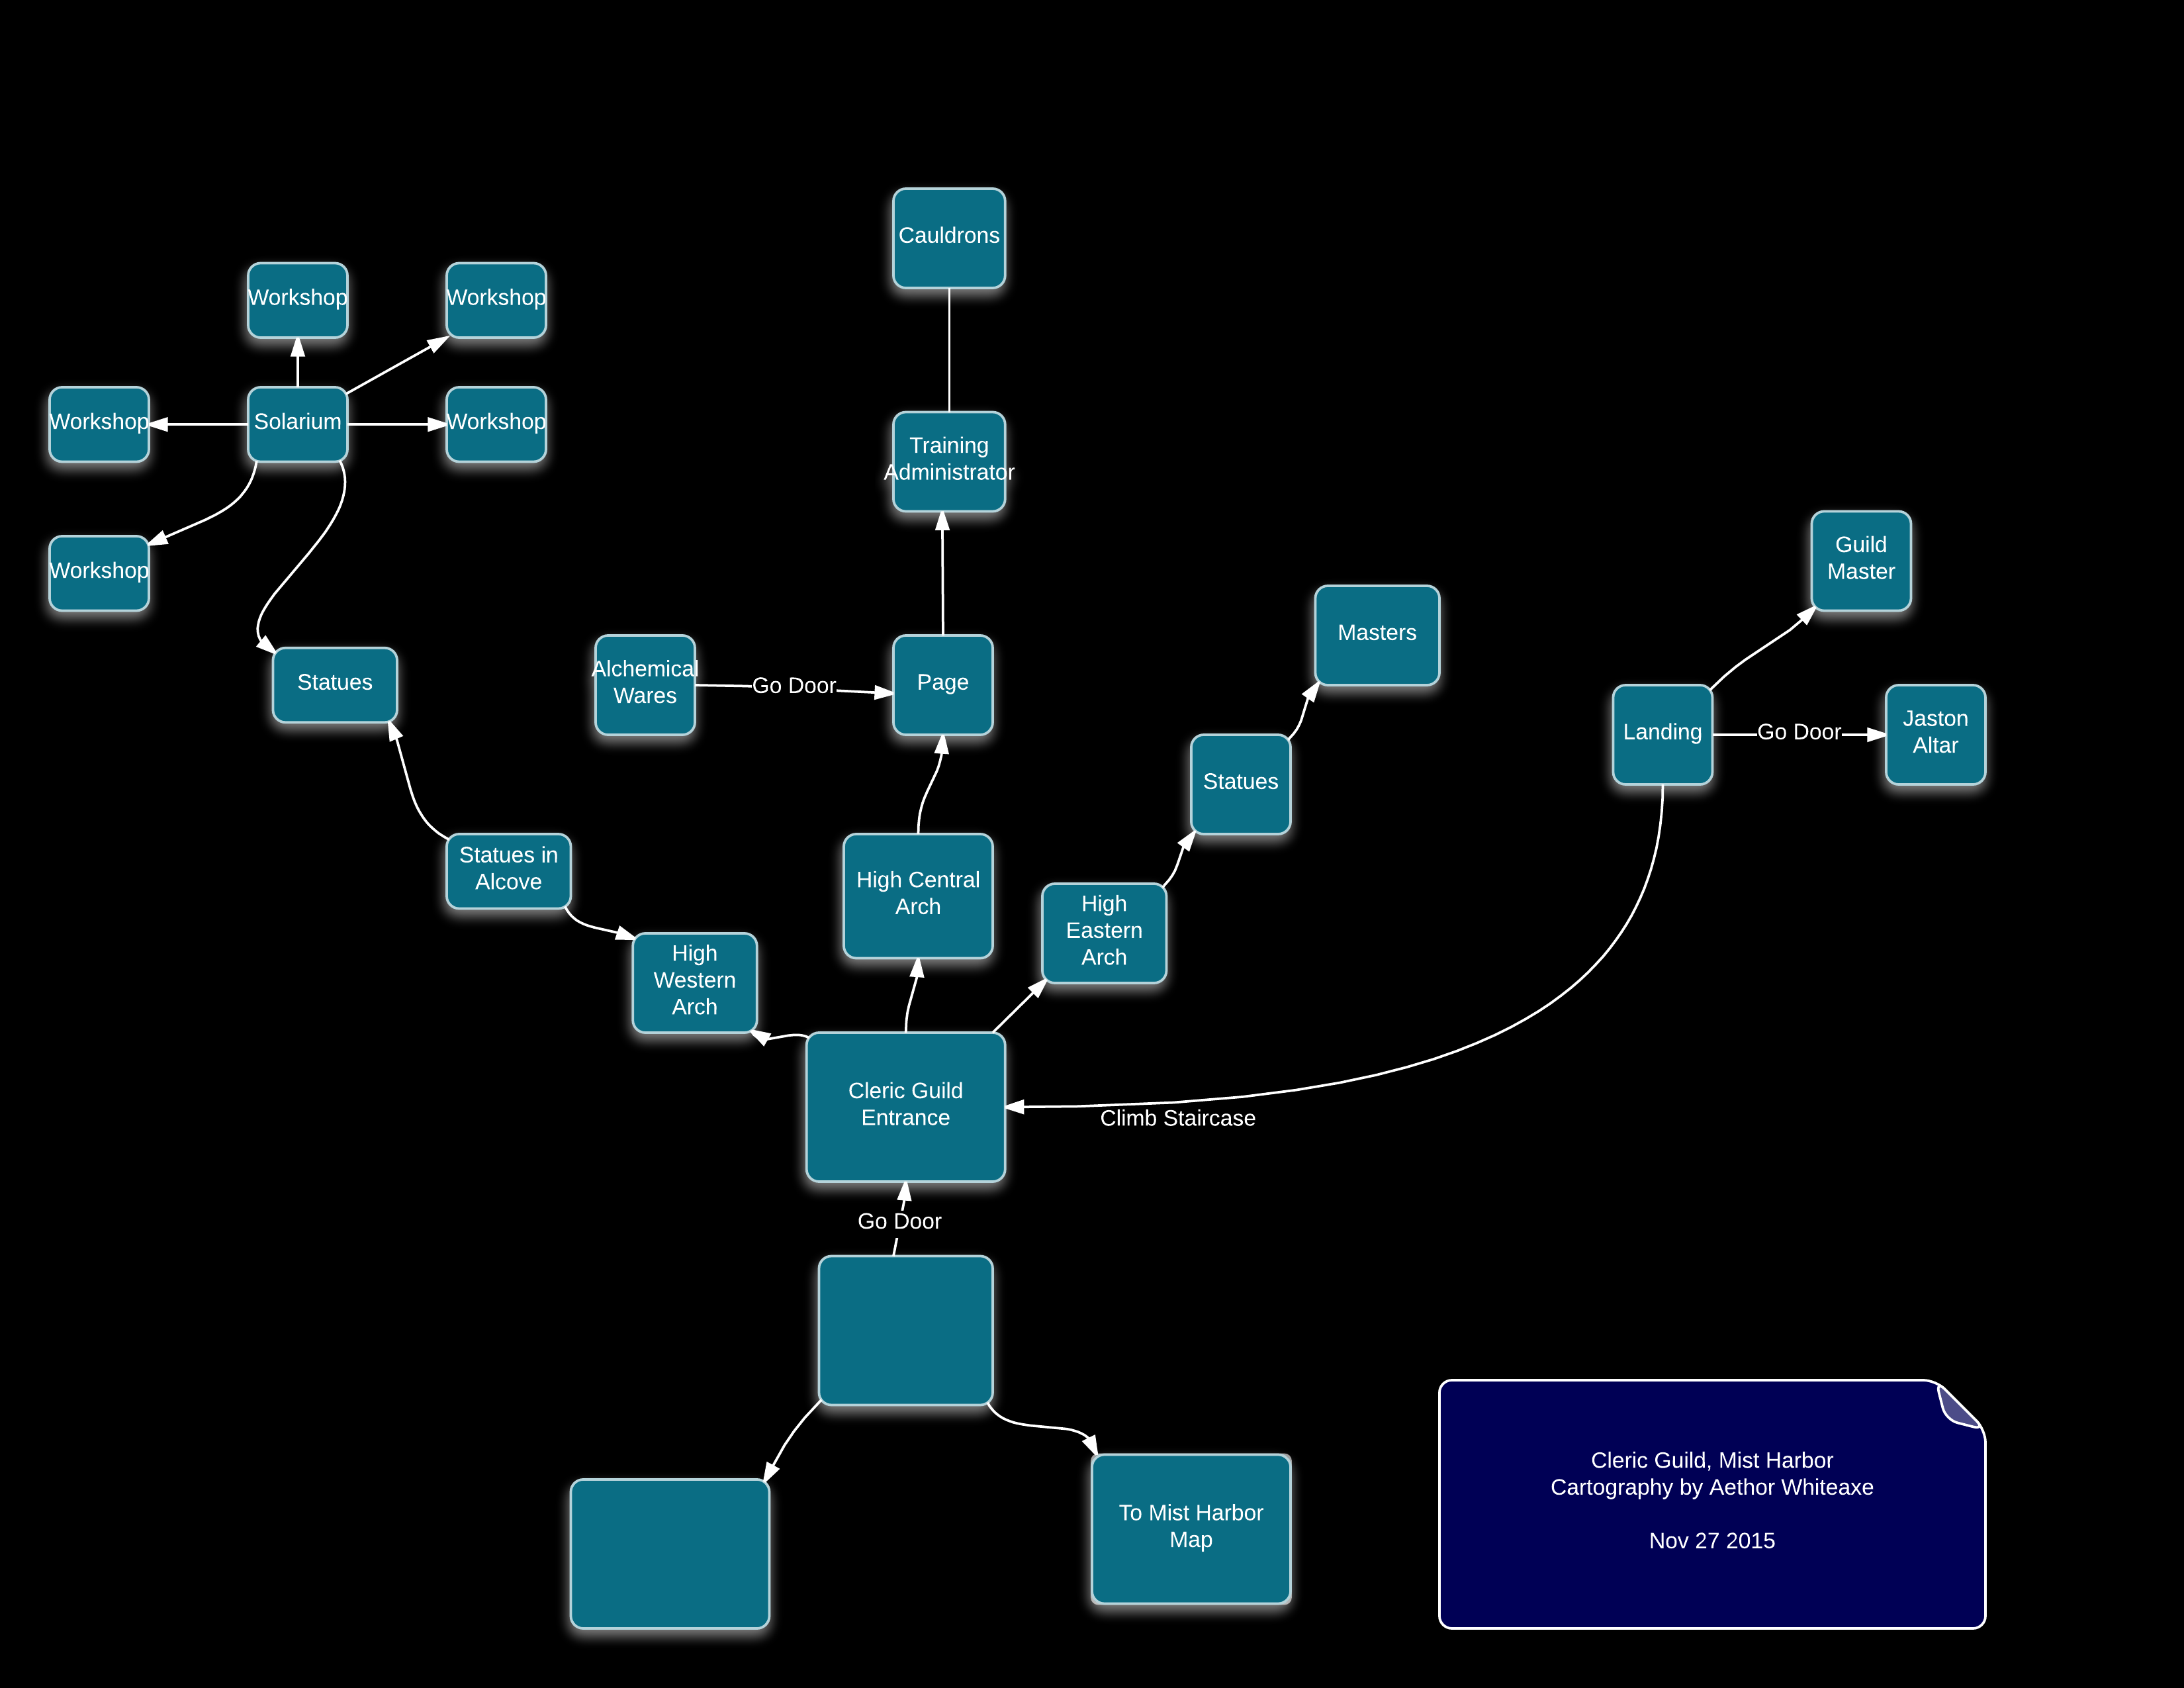 Cauldrons
Workshop
Workshop
Workshop
Solarium
Workshop
Training
Administrator
Workshop
Guild
Master
Masters
Statues
Alchemical
Wares
Go Door
Page
Landing
Go Door
Jaston
Altar
Statues
Statues in
Alcove
High Central
Arch
High
Eastern
Arch
High
Western
Arch
Cleric Guild
Entrance
Climb Staircase
Go Door
To Mist Harbor
Map
Cleric Guild, Mist Harbor
Cartography by Aethor Whiteaxe
Nov 27 2015